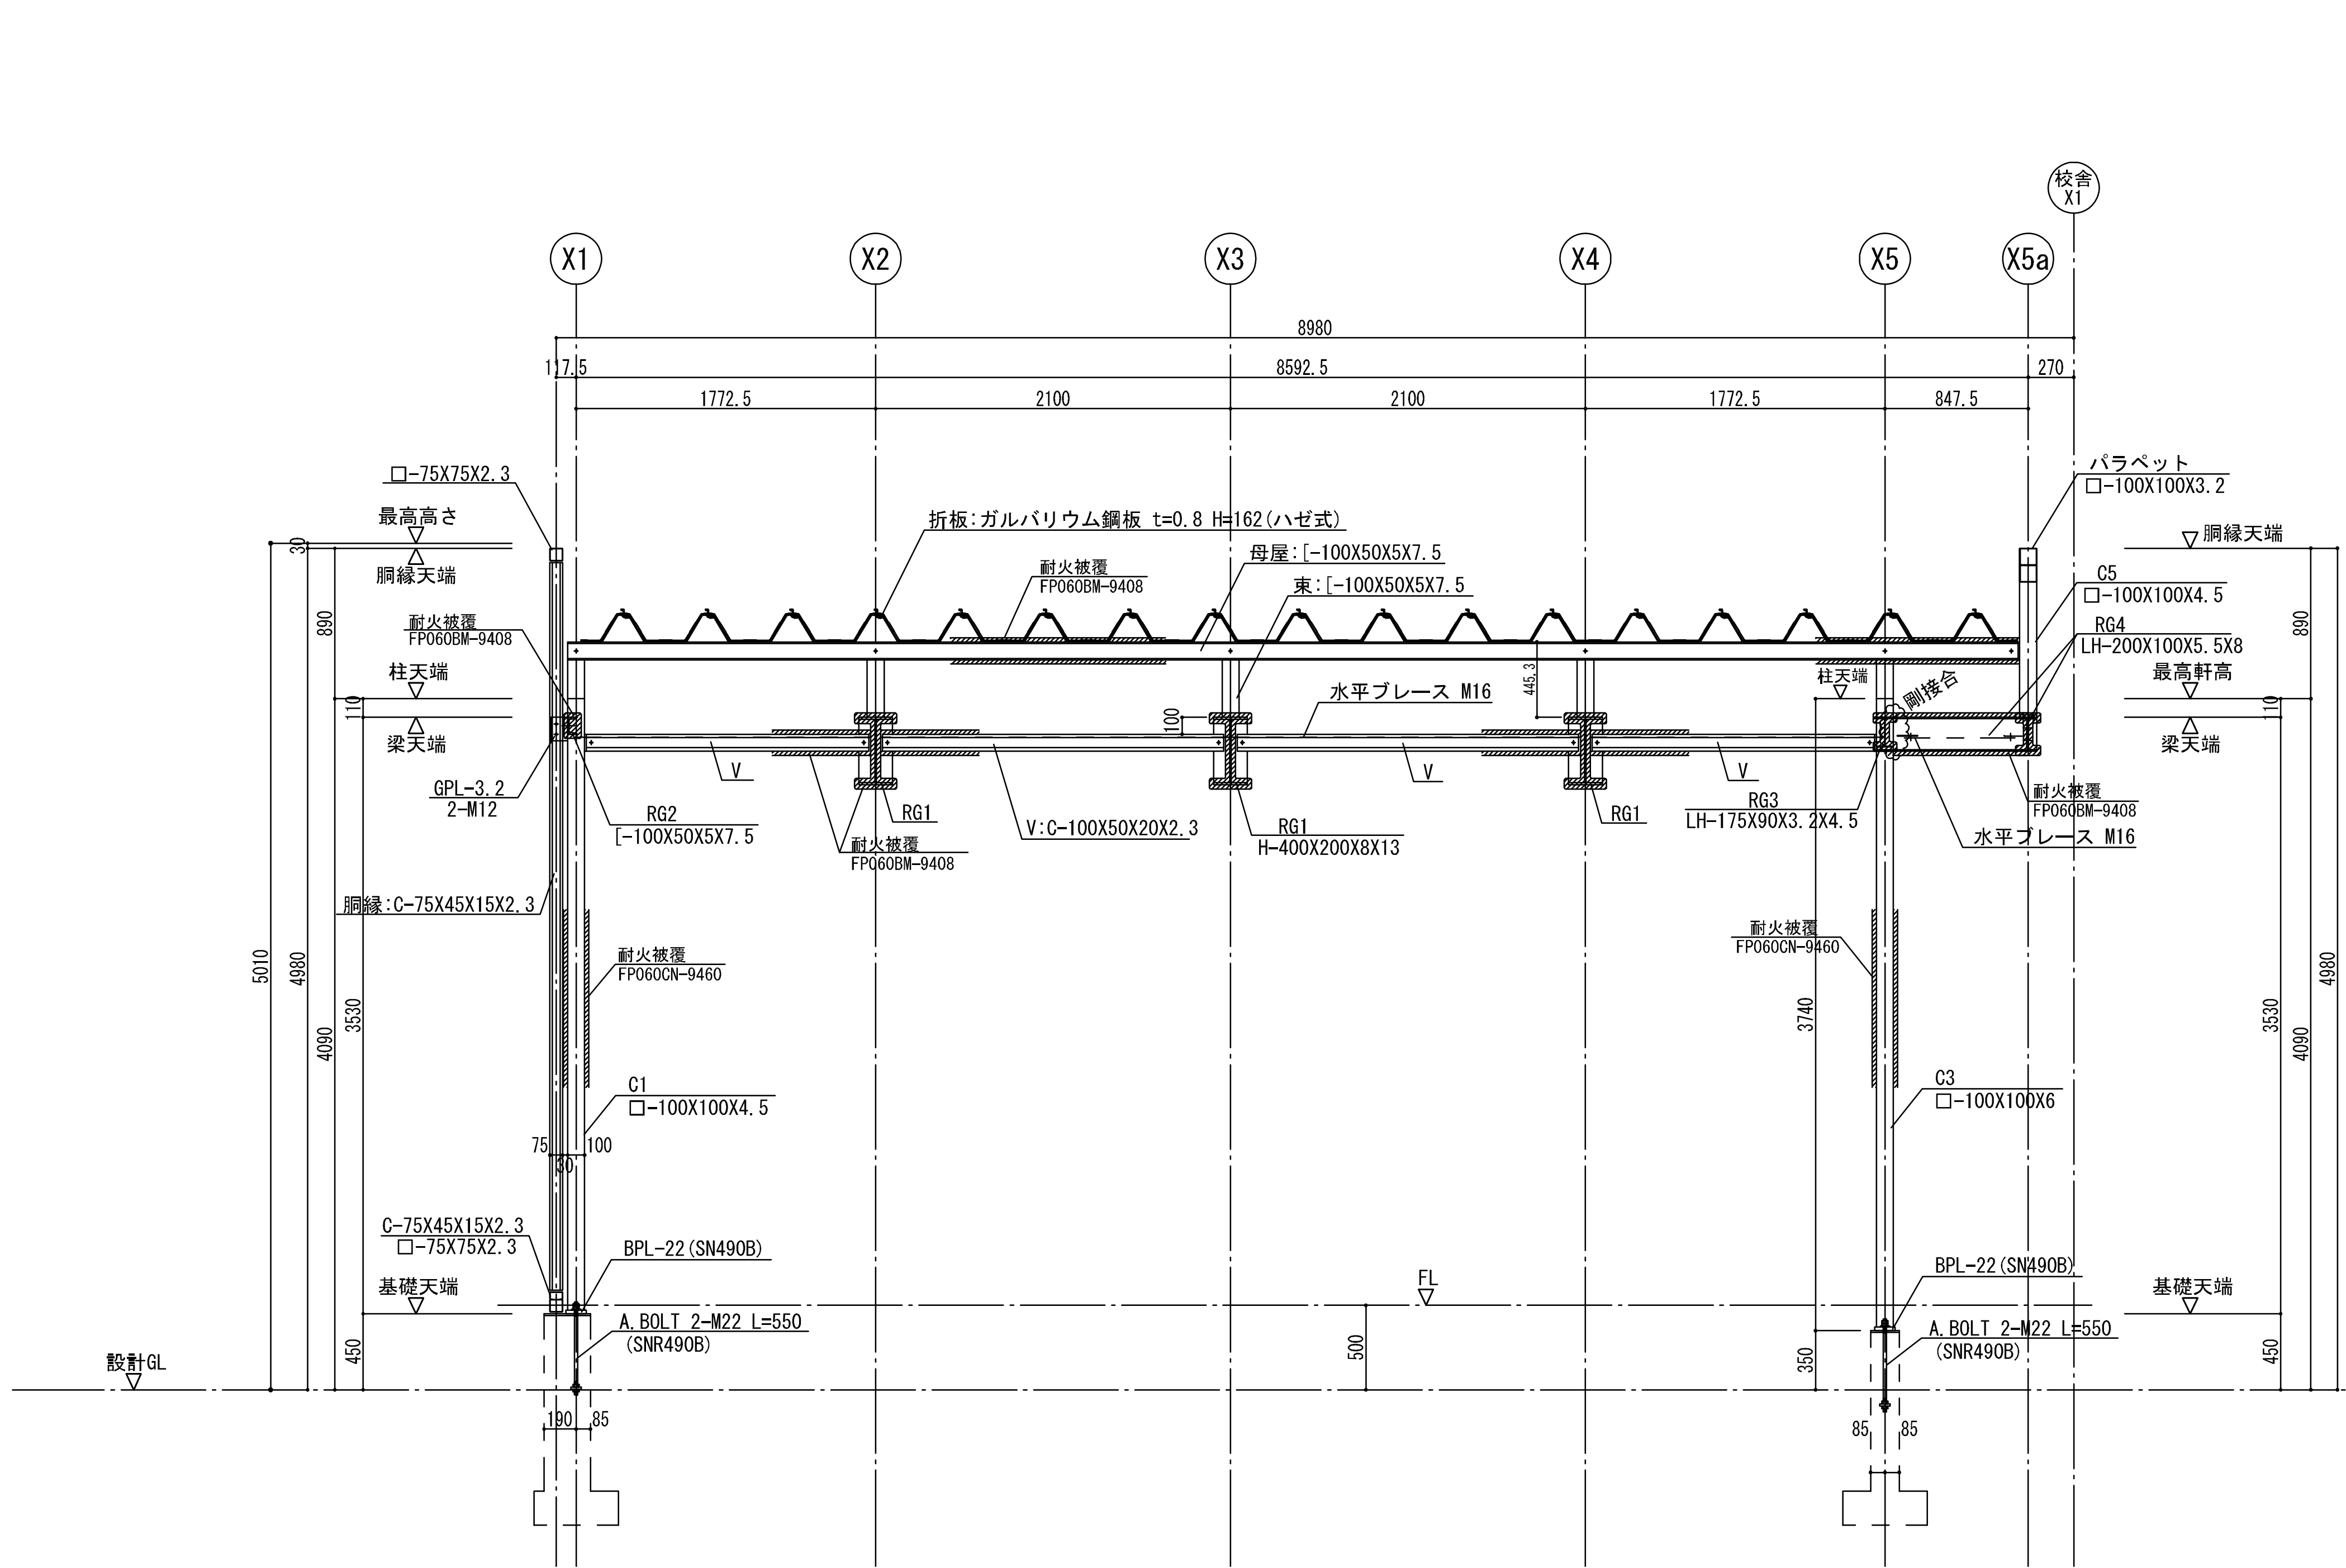 校舎
X1
X1
X2
X3
X4
X5
X5a
8980
117.5
8592.5
270
1772.5
2100
2100
1772.5
847.5
□-75X75X2.3
パラペット
□-100X100X3.2
最高高さ
折板:ガルバリウム鋼板 t=0.8 H=162(ハゼ式)
胴縁天端
30
胴縁天端
耐火被覆
FP060BM-9408
母屋:[-100X50X5X7.5
束:[-100X50X5X7.5
C5
□-100X100X4.5
890
耐火被覆
FP060BM-9408
890
RG4
LH-200X100X5.5X8
柱天端
445.3
柱天端
剛接合
最高軒高
110
水平ブレース M16
100
110
梁天端
梁天端
V
V
V
GPL-3.2
2-M12
RG2
[-100X50X5X7.5
RG1
V:C-100X50X20X2.3
RG1
H-400X200X8X13
RG1
RG3
LH-175X90X3.2X4.5
耐火被覆
FP060BM-9408
耐火被覆
FP060BM-9408
水平ブレース M16
胴縁:C-75X45X15X2.3
耐火被覆
FP060CN-9460
耐火被覆
FP060CN-9460
5010
4980
4090
3530
3740
3530
4090
4980
C1
□-100X100X4.5
C3
□-100X100X6
75
30
100
C-75X45X15X2.3
□-75X75X2.3
BPL-22(SN490B)
BPL-22(SN490B)
基礎天端
FL
基礎天端
A.BOLT 2-M22 L=550
(SNR490B)
A.BOLT 2-M22 L=550
(SNR490B)
450
500
350
450
設計GL
190
85
85
85